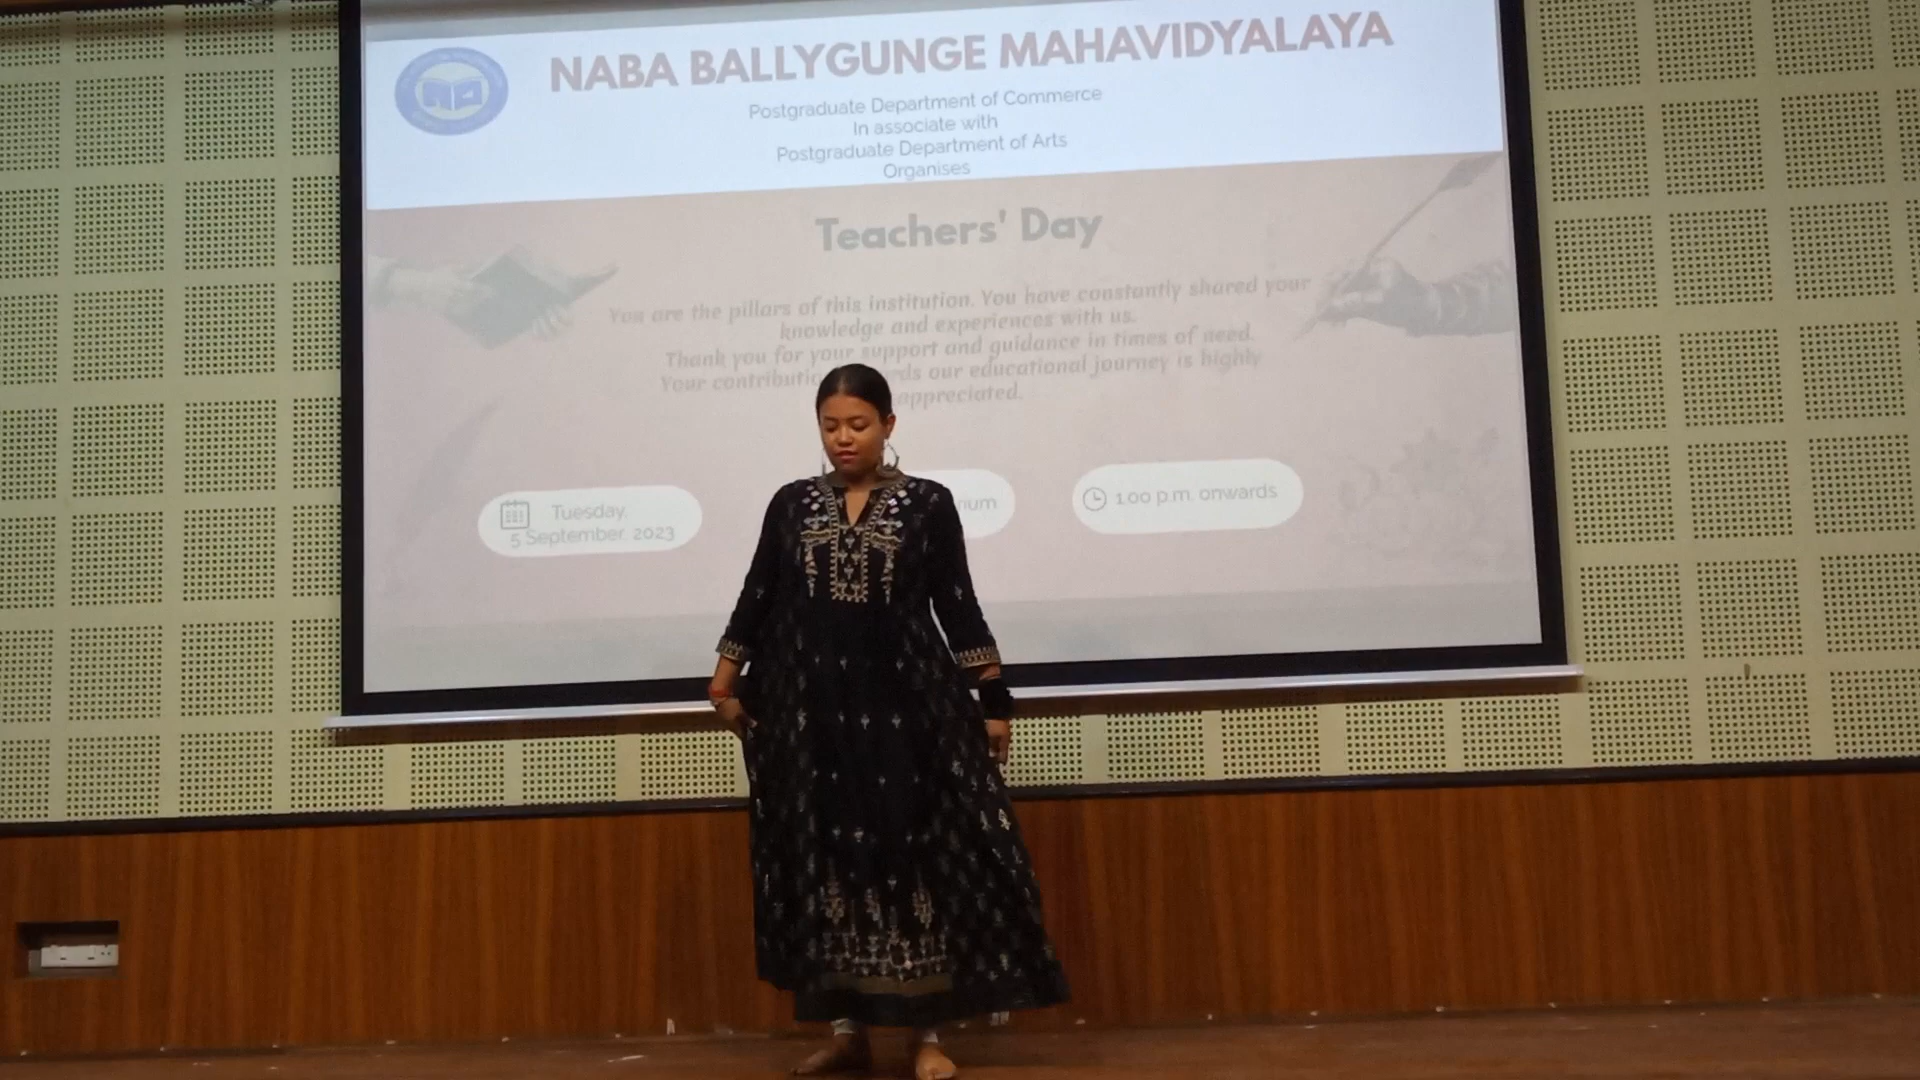 NABA BALLYGUNGE MAHAVIDYALAYA
Postgraduate Department of Commerce
In associate with
Postgraduate Department of Arts
Organises
Teachers' Day
You are the pillars of this institution. You have constantly shared your
knowledge and experiences with us.
Thank you for your support and guidance in times of need.
Your our educational journey is highly
appreciated.
Tuesday,
5 September, 2023
1.00 p.m. onwards